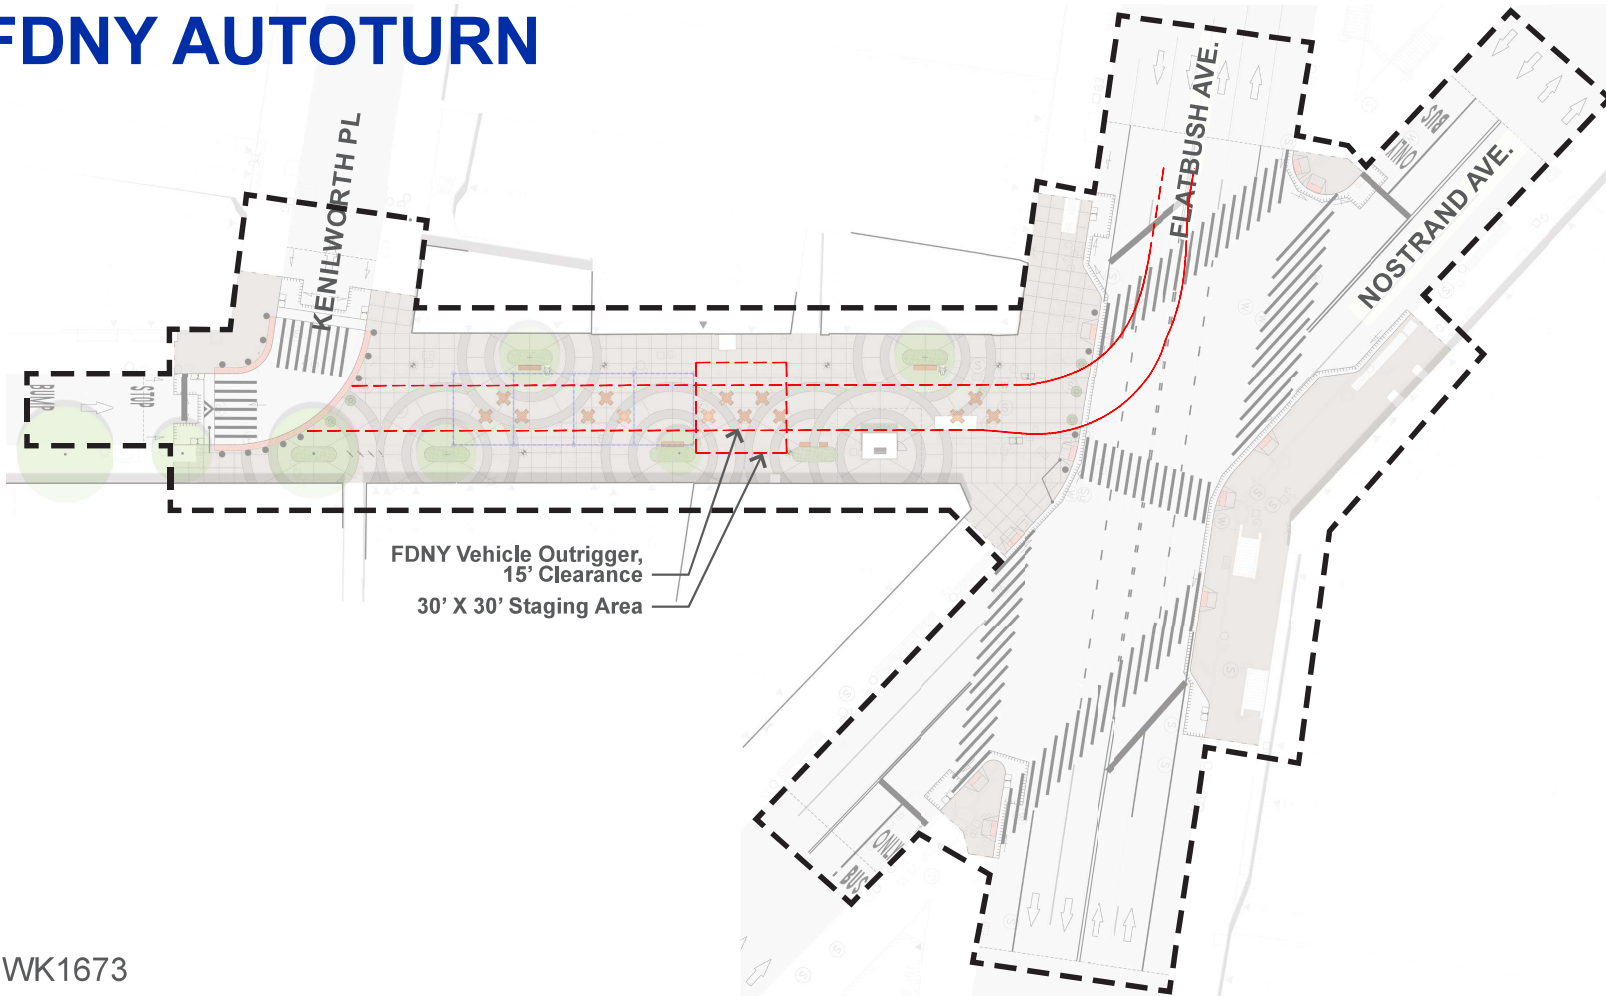 FDNY AUTOTURN
KENILWORTH PL
FLATBUSH AVE.
NOSTRAND AVE.
BUS
ONLY
BUMP
STOP
FDNY Vehicle Outrigger,
15’ Clearance
30’ X 30’ Staging Area
ONLY
BUS
WK1673